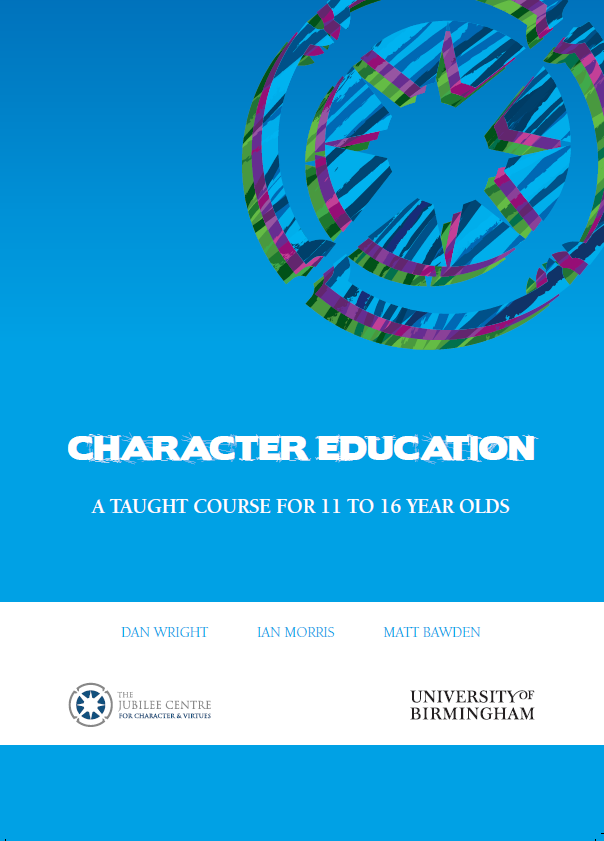 CHARACTER EDUCATION
A TAUGHT COURSE FOR 11 TO 16 YEAR OLDS
DAN WRIGHT IAN MORRIS MATT BAWDEN
THE
JUBILEE CENTRE
FOR CHARACTER & VIRTUES
UNIVERSITY OF
BIRMINGHAM